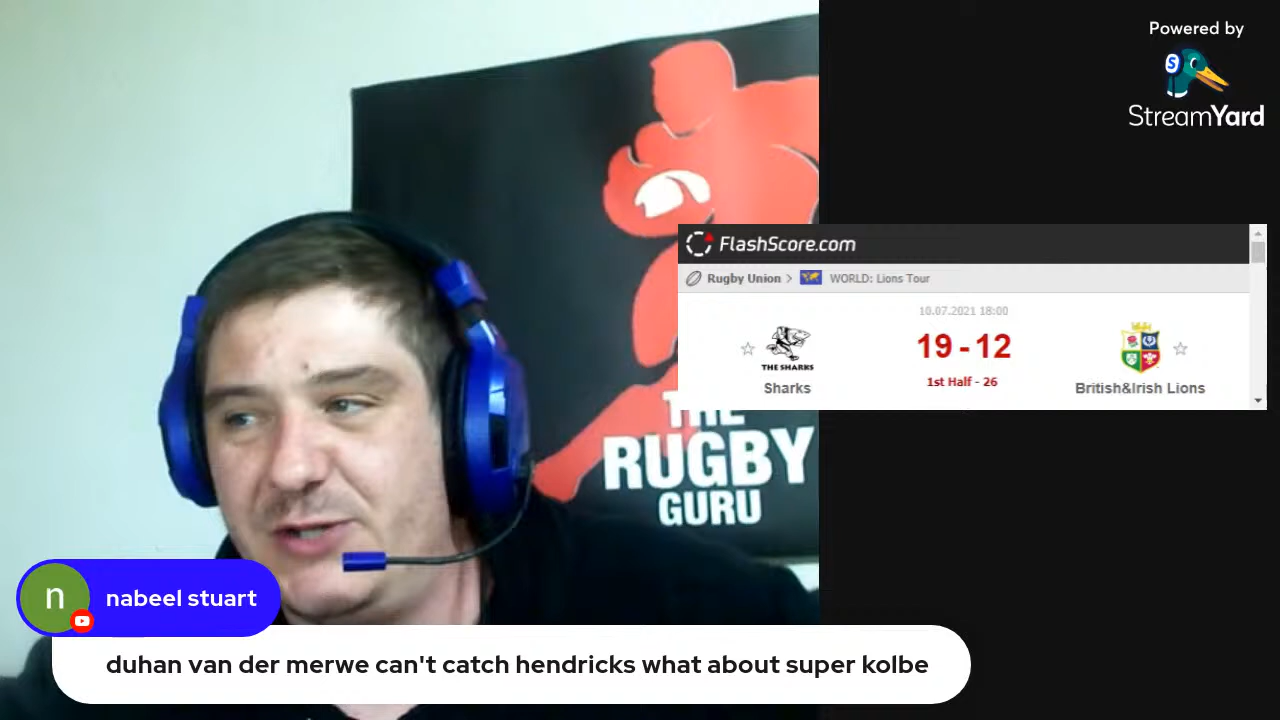 Powered by
StreamYard
FlashScore.com
Rugby Union > WORLD: Lions Tour
10.07.2021 18:00
19 - 12
THE SHARKS
1st Half - 26
Sharks
British&Irish Lions
THE
RUGBY
GURU
n
nabeel stuart
duhan van der merwe can't catch hendricks what about super kolbe